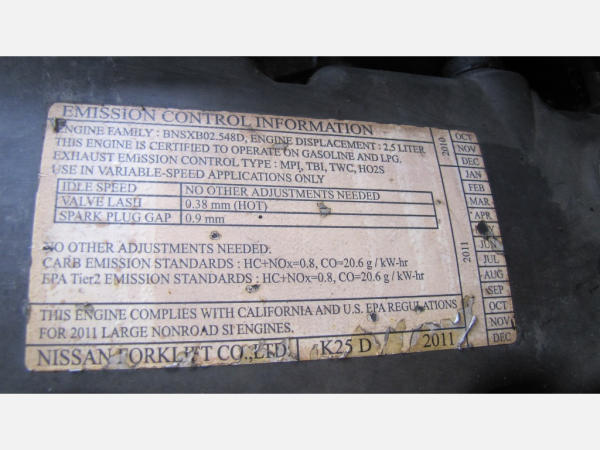 EMISSION CONTROL INFORMATION
ENGINE FAMILY : BNSXB02.548D, ENGINE DISPLACEMENT : 2.5 LITER
THIS ENGINE IS CERTIFIED TO OPERATE ON GASOLINE AND LPG.
EXHAUST EMISSION CONTROL TYPE : MPI, TBI, TWC, HO2S
USE IN VARIABLE-SPEED APPLICATIONS ONLY
IDLE SPEED NO OTHER ADJUSTMENTS NEEDED
VALVE LASH 0.38 mm (HOT)
SPARK PLUG GAP 0.9 mm
NO OTHER ADJUSTMENTS NEEDED.
CARB EMISSION STANDARDS : HC+NOx=0.8, CO=20.6 g / kW-hr
EPA Tier2 EMISSION STANDARDS : HC+NOx=0.8, CO=20.6 g / kW-hr
THIS ENGINE COMPLIES WITH CALIFORNIA AND U.S. EPA REGULATIONS
FOR 2011 LARGE NONROAD SI ENGINES.
NISSAN FORKLIFT CO., LTD. K25 D 2011
2010
OCT
NOV
DEC
2011
JAN
FEB
MAR
APR
JUN
JUL
AUG
SEP
OCT
NOV
DEC